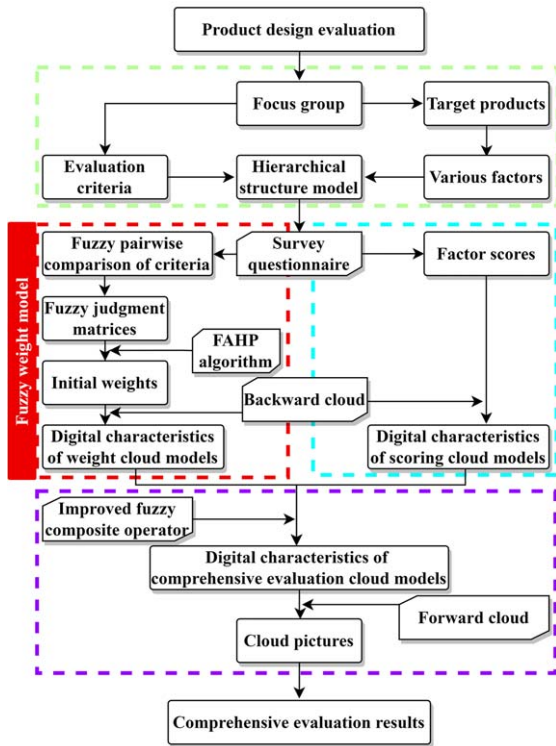 Product design evaluation
Focus group
Target products
Evaluation
criteria
Hierarchical
structure model
Various factors
Fuzzy weight model
Fuzzy pairwise
comparison of criteria
Survey
questionnaire
Factor scores
Fuzzy judgment
matrices
FAHP
algorithm
Initial weights
Backward cloud
Digital characteristics
of weight cloud models
Digital characteristics
of scoring cloud models
Improved fuzzy
composite operator
Digital characteristics of
comprehensive evaluation cloud models
Forward cloud
Cloud pictures
Comprehensive evaluation results